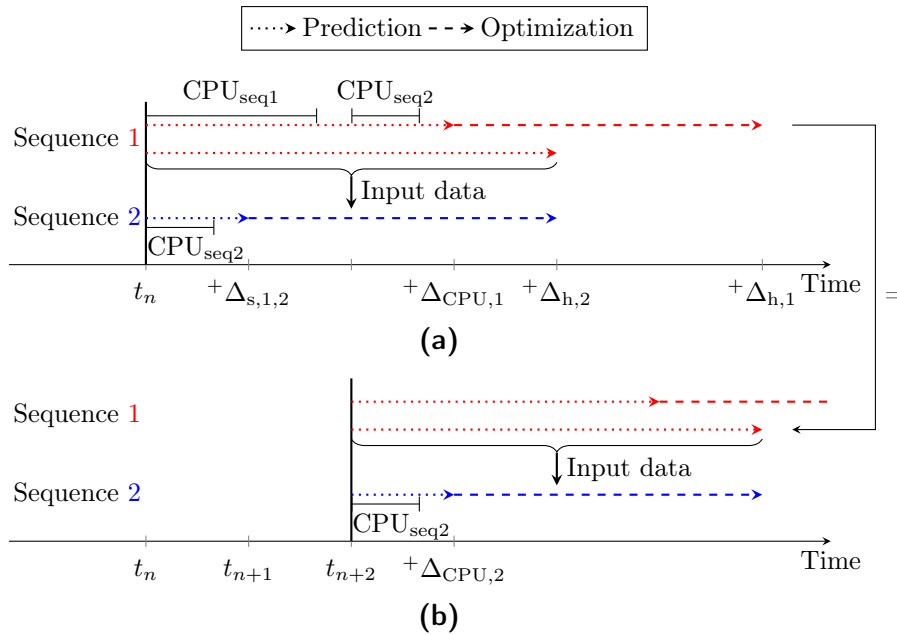 Prediction Optimization
CPU_seq1 CPU_seq2
Sequence 1
Input data
Sequence 2
CPU_seq2
t_n +Δ_s,1,2 +Δ_CPU,1 +Δ_h,2 +Δ_h,1 Time
=
(a)
Sequence 1
Input data
Sequence 2
CPU_seq2
t_n t_n+1 t_n+2 +Δ_CPU,2 Time
(b)